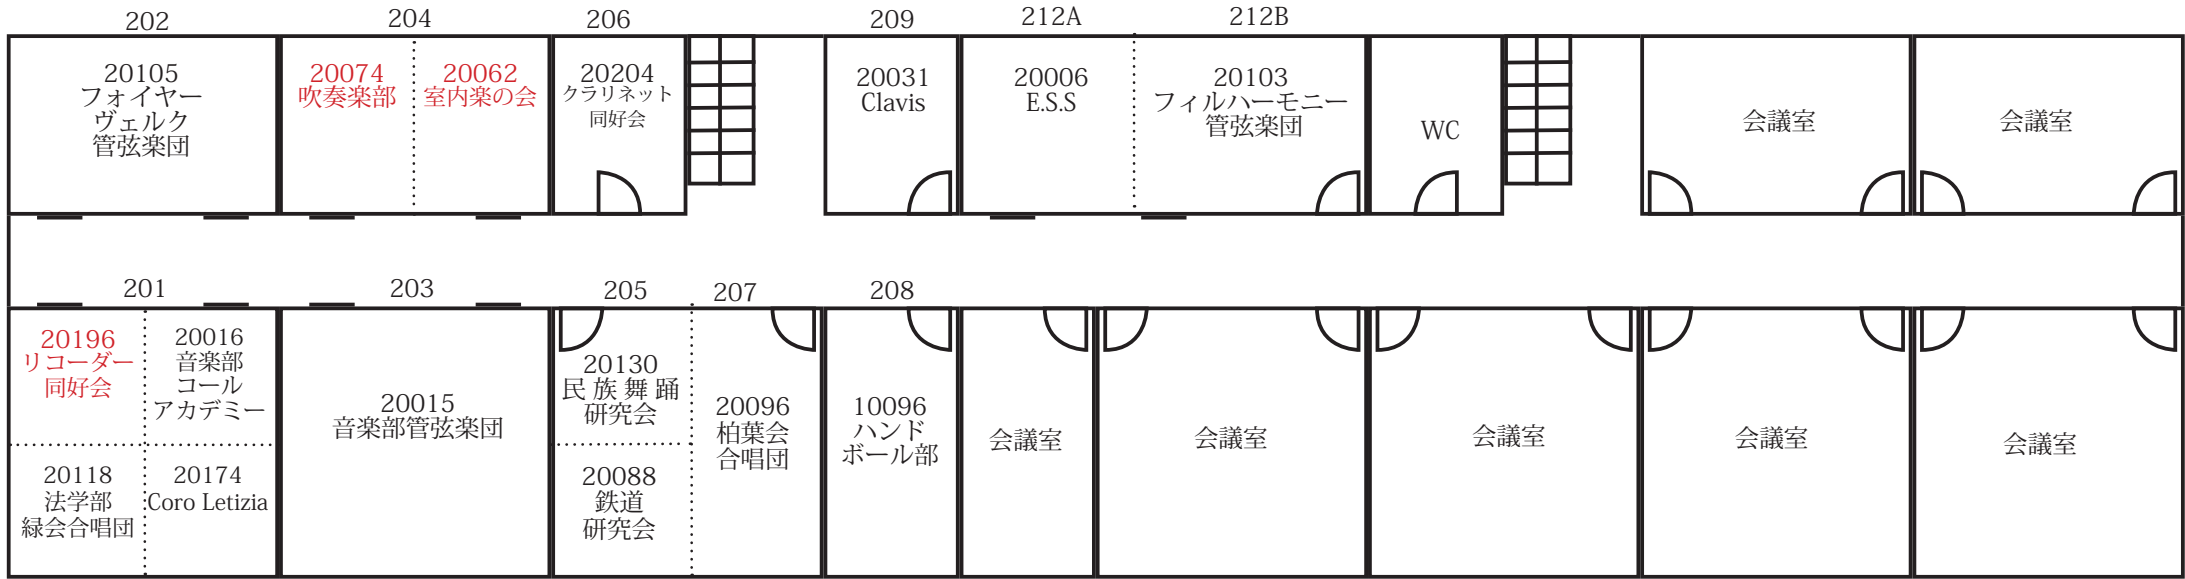 202
204
206
209
212A
212B
20105
フォイヤー
ヴェルク
管弦楽団
20074
吹奏楽部
20062
室内楽の会
20204
クラリネット
同好会
20031
Clavis
20006
E.S.S
20103
フィルハーモニー
管弦楽団
WC
会議室
会議室
201
203
205
207
208
20196
リコーダー
同好会
20016
音楽部
コール
アカデミー
20118
法学部
緑会合唱団
20174
Coro Letizia
20015
音楽部管弦楽団
20130
民族舞踊
研究会
20088
鉄道
研究会
20096
柏葉会
合唱団
10096
ハンド
ボール部
会議室
会議室
会議室
会議室
会議室